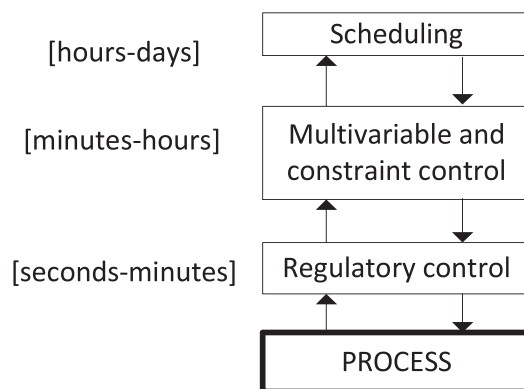 Scheduling
[hours-days]
Multivariable and
[minutes-hours]
constraint control
Regulatory control
[seconds-minutes]
PROCESS